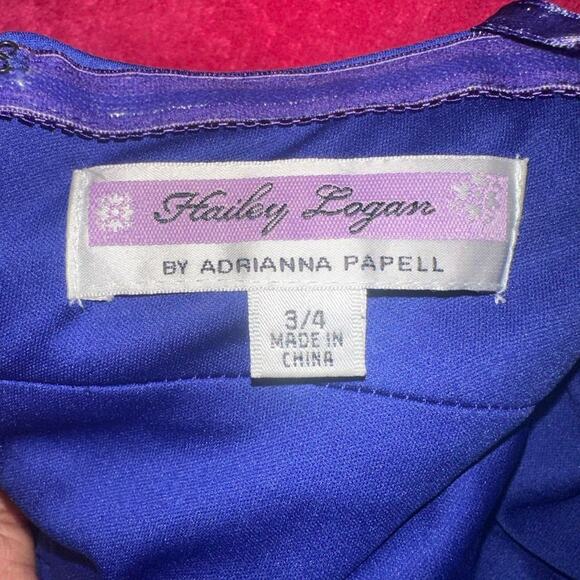 Hailey Logan
BY ADRIANNA PAPELL
3/4
MADE IN
CHINA